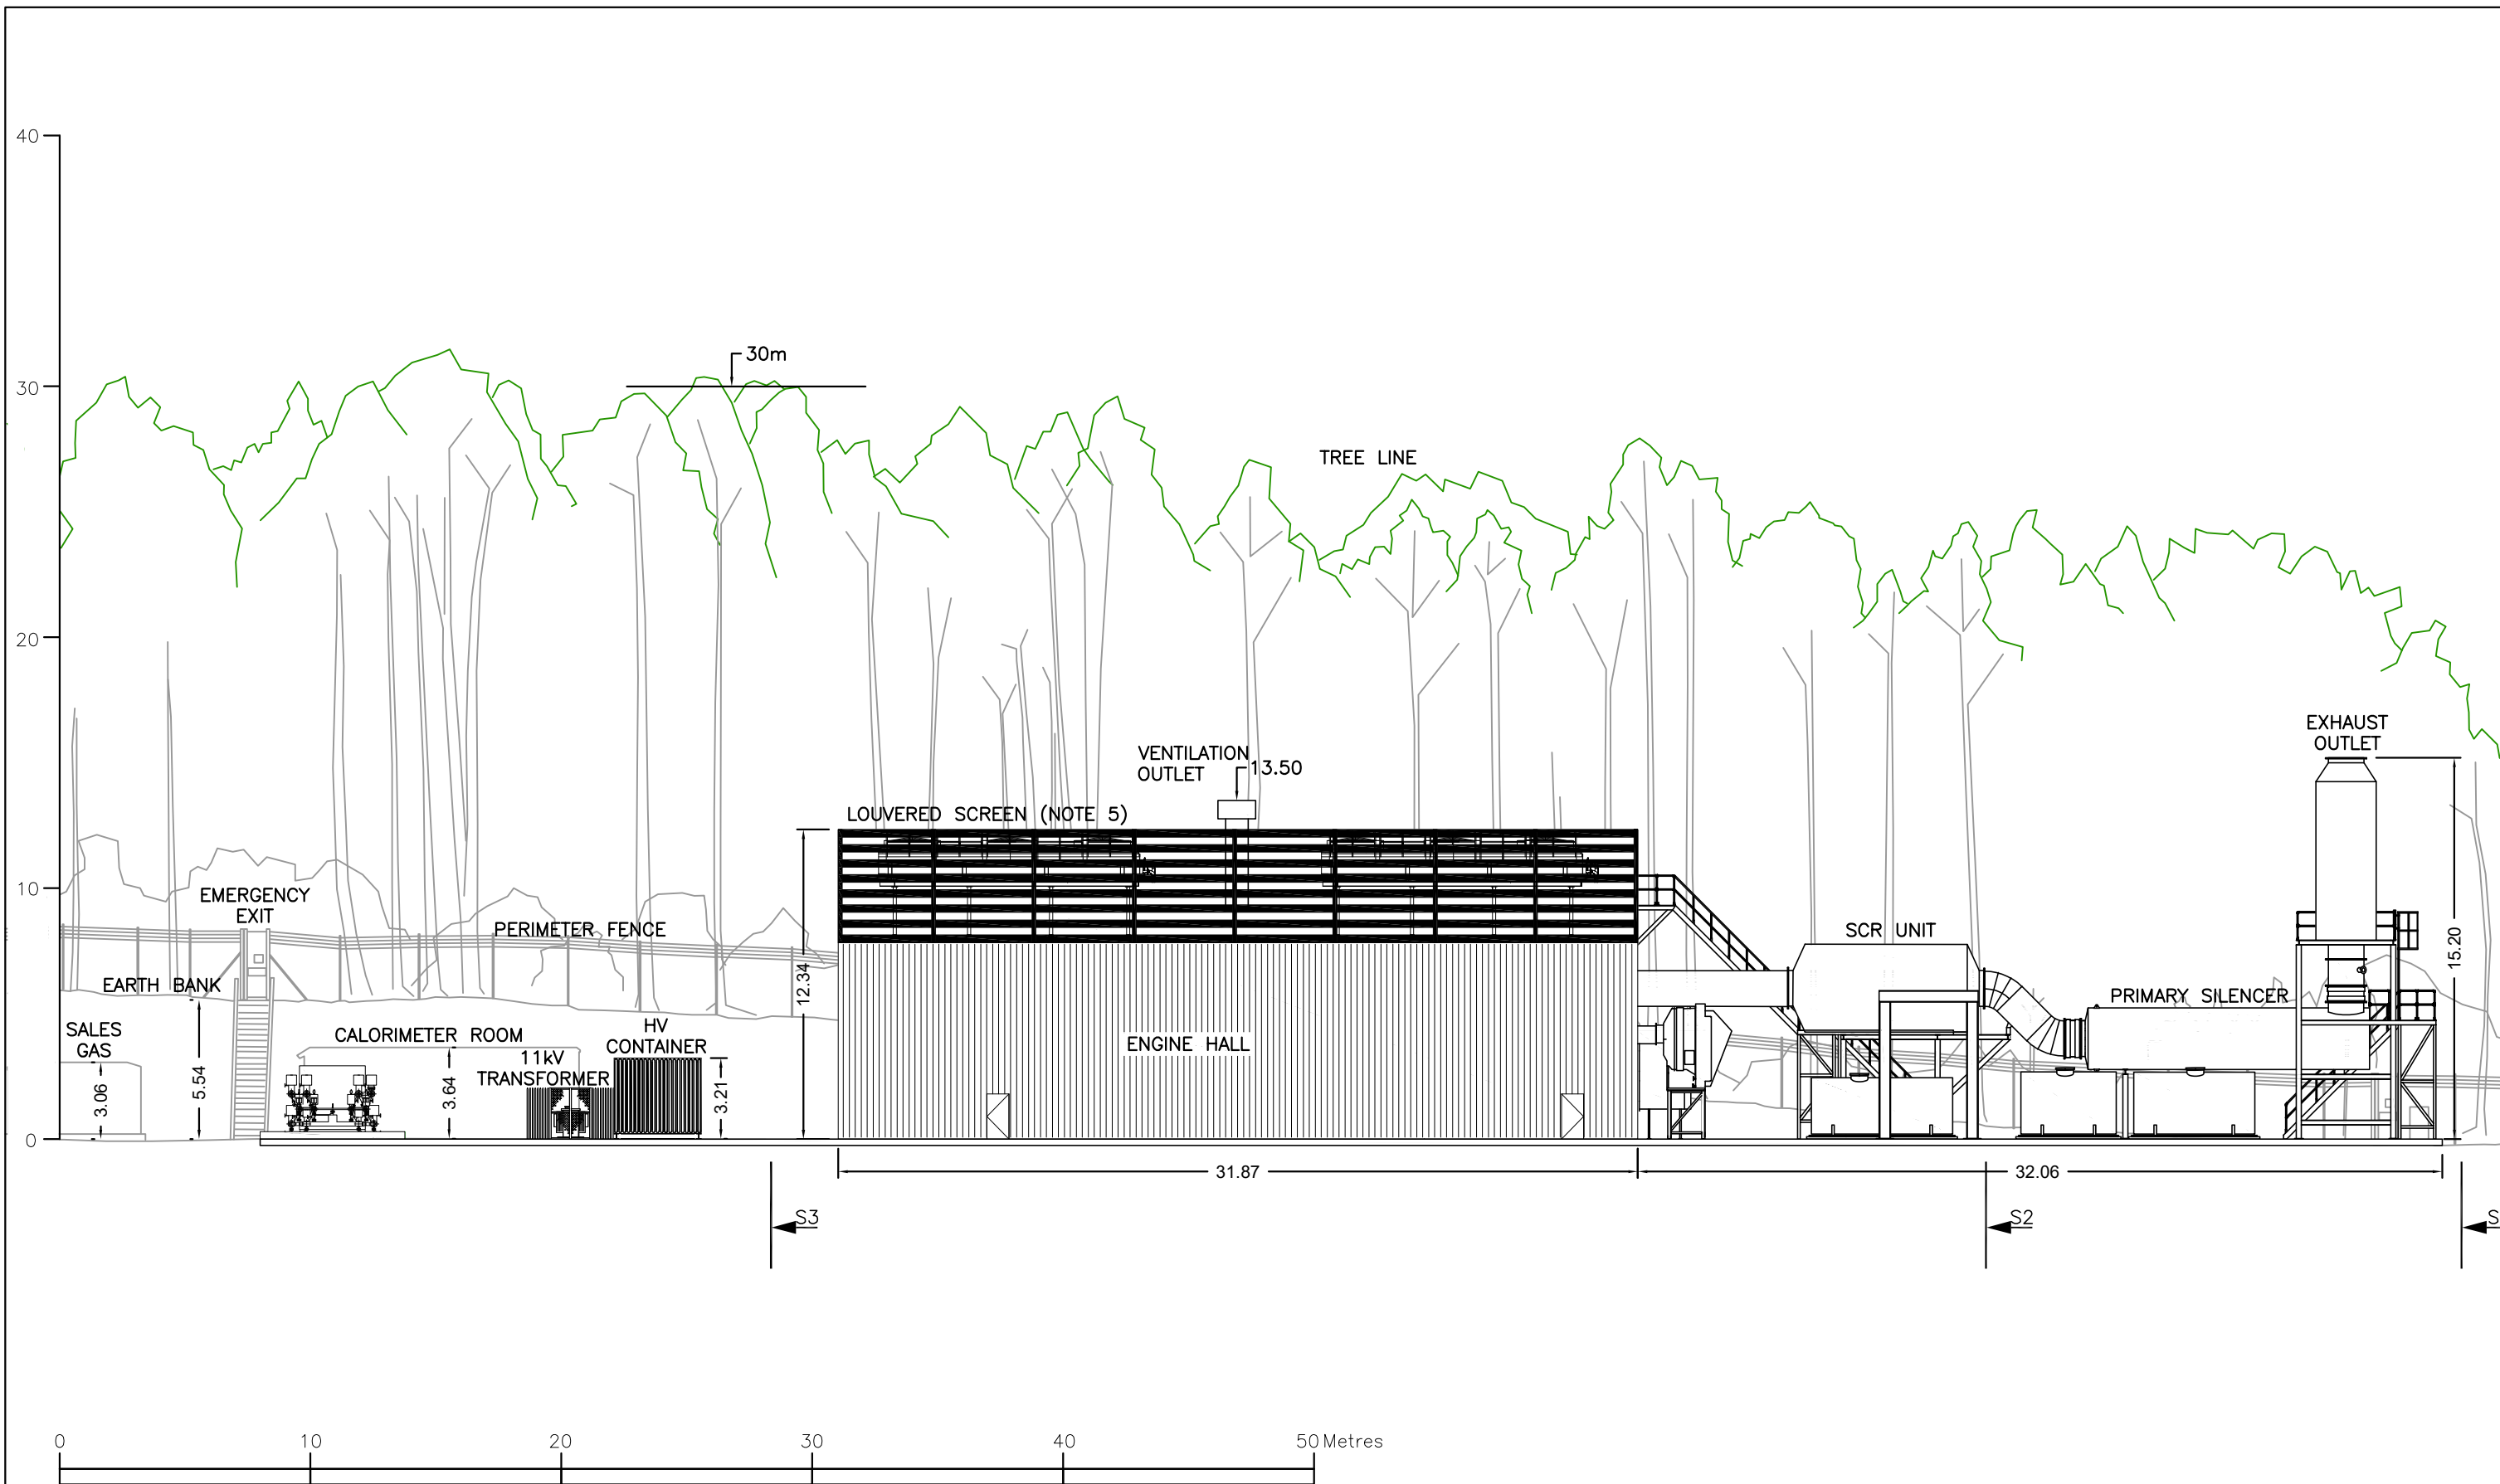 40
30
20
10
0
30m
TREE LINE
VENTILATION
OUTLET
13.50
EXHAUST
OUTLET
LOUVERED SCREEN (NOTE 5)
EMERGENCY
EXIT
PERIMETER FENCE
SCR UNIT
15.20
12.34
EARTH BANK
PRIMARY SILENCER
SALES
GAS
CALORIMETER ROOM
HV
CONTAINER
11kV
TRANSFORMER
ENGINE HALL
3.06
5.54
3.64
3.21
31.87
32.06
S3
S2
S
0 10 20 30 40 50 Metres